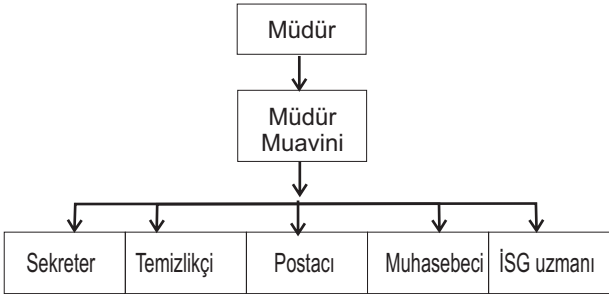 Müdür
Müdür
Muavini
Sekreter
Temizlikçi
Postacı
Muhasebeci
İSG uzmanı